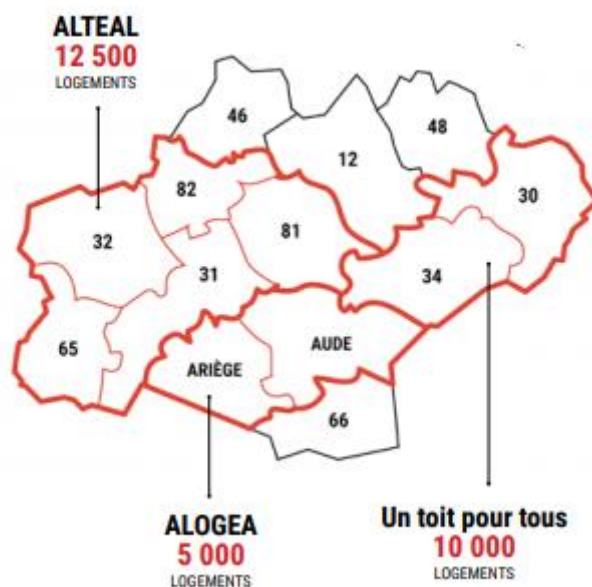 ALTEAL
12 500
LOGEMENTS
46
48
12
82
30
32
81
31
34
65
AUDE
ARIÈGE
66
ALOGEA
5 000
LOGEMENTS
Un toit pour tous
10 000
LOGEMENTS